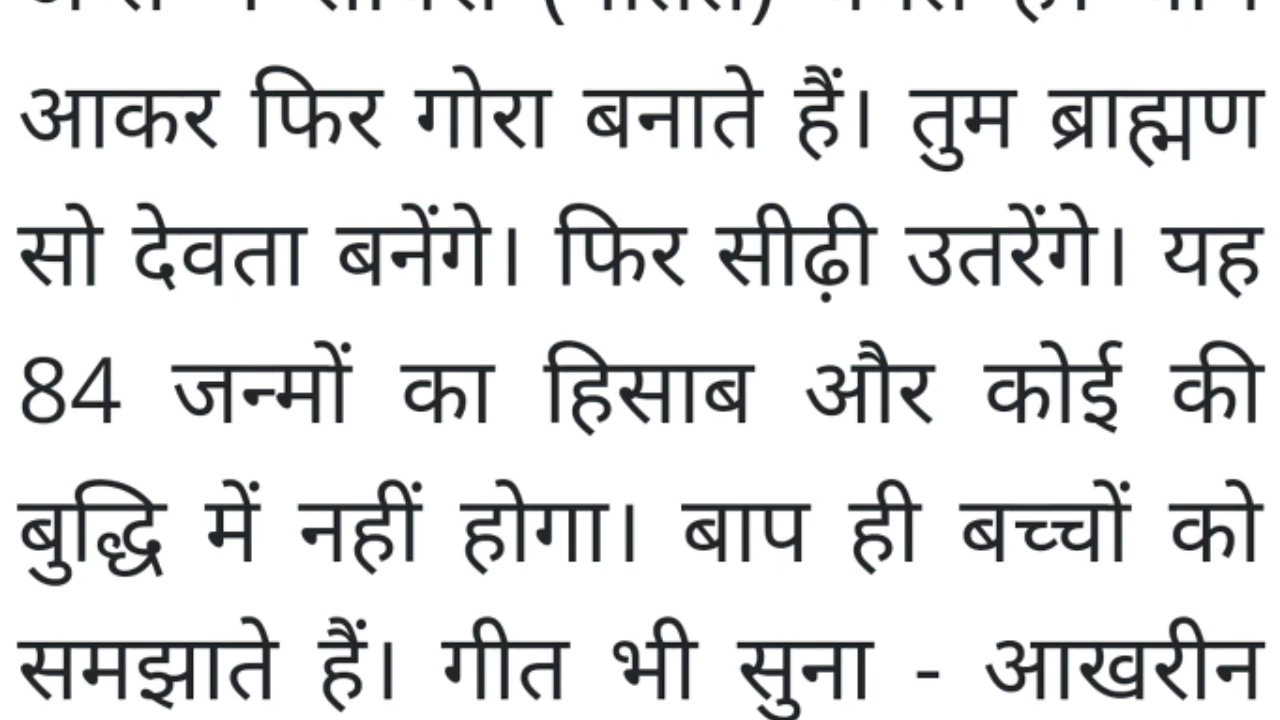 आकर फिर गोरा बनाते हैं। तुम ब्राह्मण
सो देवता बनेंगे। फिर सीढ़ी उतरेंगे। यह
84 जन्मों का हिसाब और कोई की
बुद्धि में नहीं होगा। बाप ही बच्चों को
समझाते हैं। गीत भी सुना - आखरीन